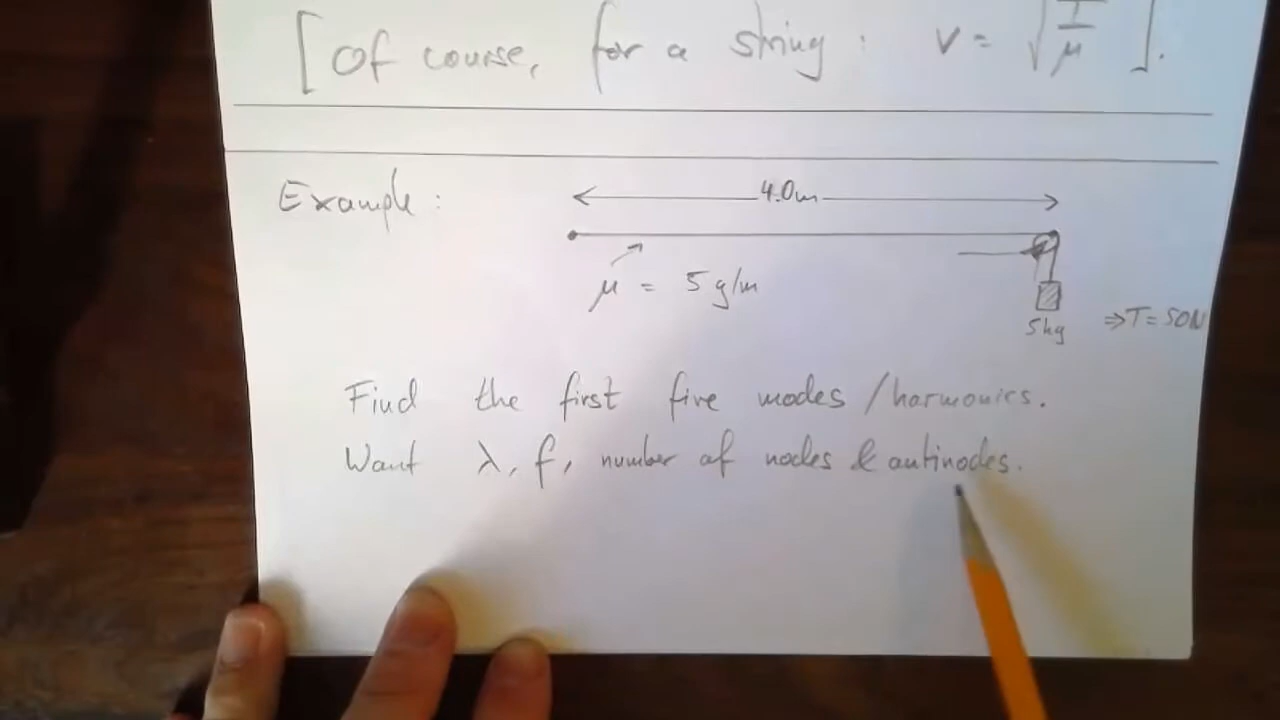 [ Of course, for a string : v = √T/μ ].
Example :
4.0m
μ = 5 g/m
5kg
⇒ T = 50N
Find the first five modes / harmonics.
Want λ, f, number of nodes & antinodes.